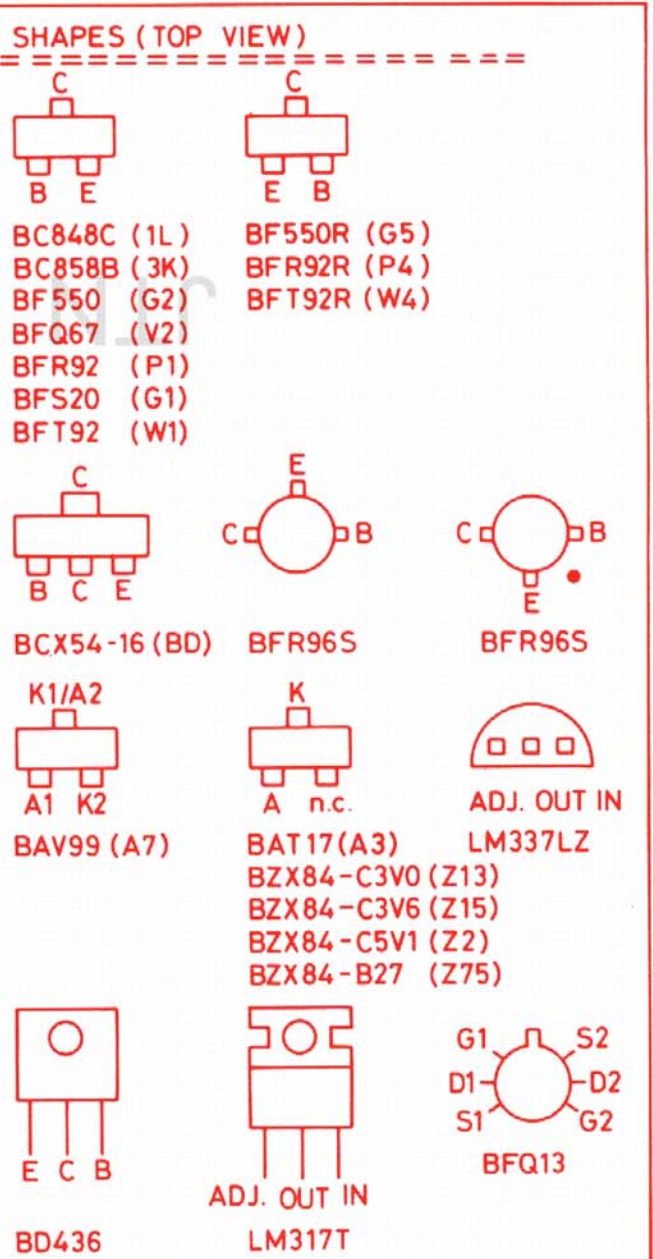 SHAPES (TOP VIEW)
C
B E
BC848C (1L)
BC858B (3K)
BF550 (G2)
BFQ67 (V2)
BFR92 (P1)
BFS20 (G1)
BFT92 (W1)
C
E B
BF550R (G5)
BFR92R (P4)
BFT92R (W4)
C
B C E
BCX54-16 (BD)
E
C B
BFR96S
C B
E
BFR96S
K1/A2
A1 K2
BAV99 (A7)
K
A n.c.
BAT17 (A3)
BZX84-C3V0 (Z13)
BZX84-C3V6 (Z15)
BZX84-C5V1 (Z2)
BZX84-B27 (Z75)
ADJ. OUT IN
LM337LZ
E C B
BD436
ADJ. OUT IN
LM317T
G1 S2
D1 D2
S1 G2
BFQ13